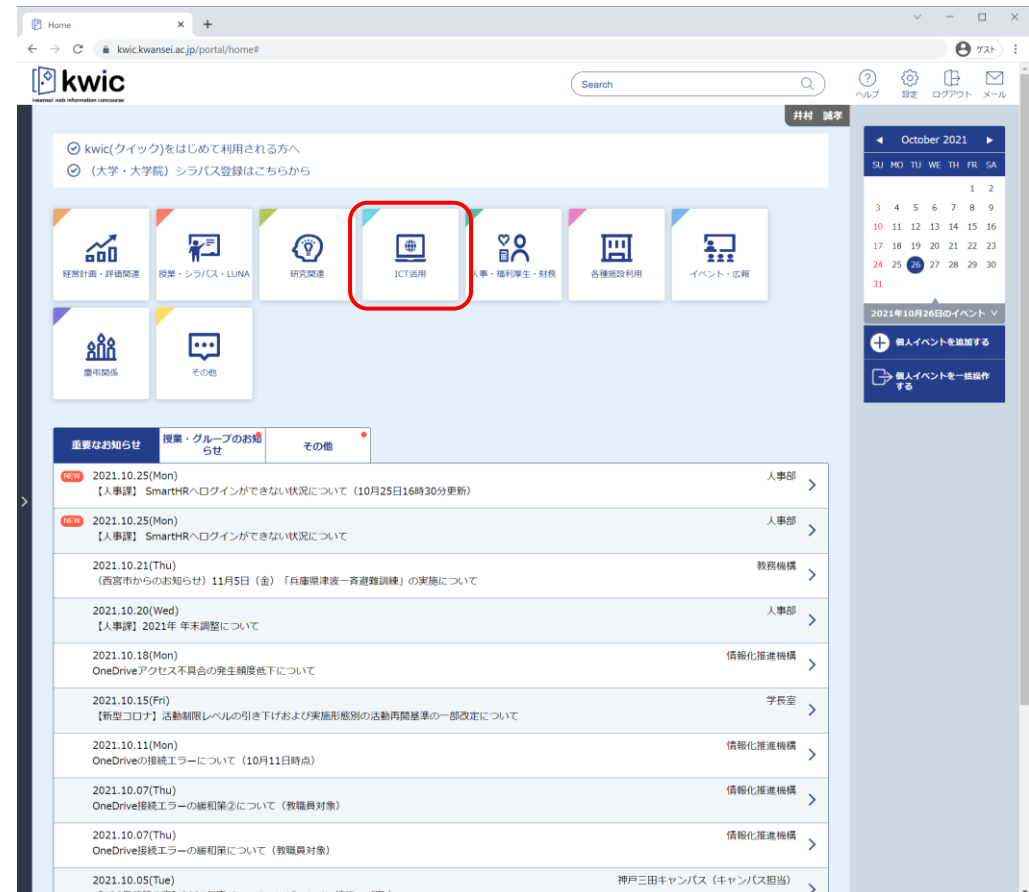 Home
kwic.kwansei.ac.jp/portal/home#
ゲスト
kwic
kwansei web information concourse
Search
ヘルプ 設定 ログアウト メール
井村 誠孝
kwic(クイック)をはじめて利用される方へ
（大学・大学院）シラバス登録はこちらから
経営計画・評価関連
授業・シラバス・LUNA
研究関連
ICT活用
人事・福利厚生・財務
各種施設利用
イベント・広報
慶弔関係
その他
October 2021
SU MO TU WE TH FR SA
1 2
3 4 5 6 7 8 9
10 11 12 13 14 15 16
17 18 19 20 21 22 23
24 25 26 27 28 29 30
31
2021年10月26日のイベント
個人イベントを追加する
個人イベントを一括操作
する
重要なお知らせ
授業・グループのお知
らせ
その他
NEW 2021.10.25(Mon) 人事部
【人事課】 SmartHRへログインができない状況について（10月25日16時30分更新）
NEW 2021.10.25(Mon) 人事部
【人事課】 SmartHRへログインができない状況について
2021.10.21(Thu) 教務機構
（西宮市からのお知らせ）11月5日（金）「兵庫県津波一斉避難訓練」の実施について
2021.10.20(Wed) 人事部
【人事課】2021年 年末調整について
2021.10.18(Mon) 情報化推進機構
OneDriveアクセス不具合の発生頻度低下について
2021.10.15(Fri) 学長室
【新型コロナ】活動制限レベルの引き下げおよび実施形態別の活動再開基準の一部改定について
2021.10.11(Mon) 情報化推進機構
OneDriveの接続エラーについて（10月11日時点）
2021.10.07(Thu) 情報化推進機構
OneDrive接続エラーの緩和策②について（教職員対象）
2021.10.07(Thu) 情報化推進機構
OneDrive接続エラーの緩和策について（教職員対象）
2021.10.05(Tue) 神戸三田キャンパス（キャンパス担当）